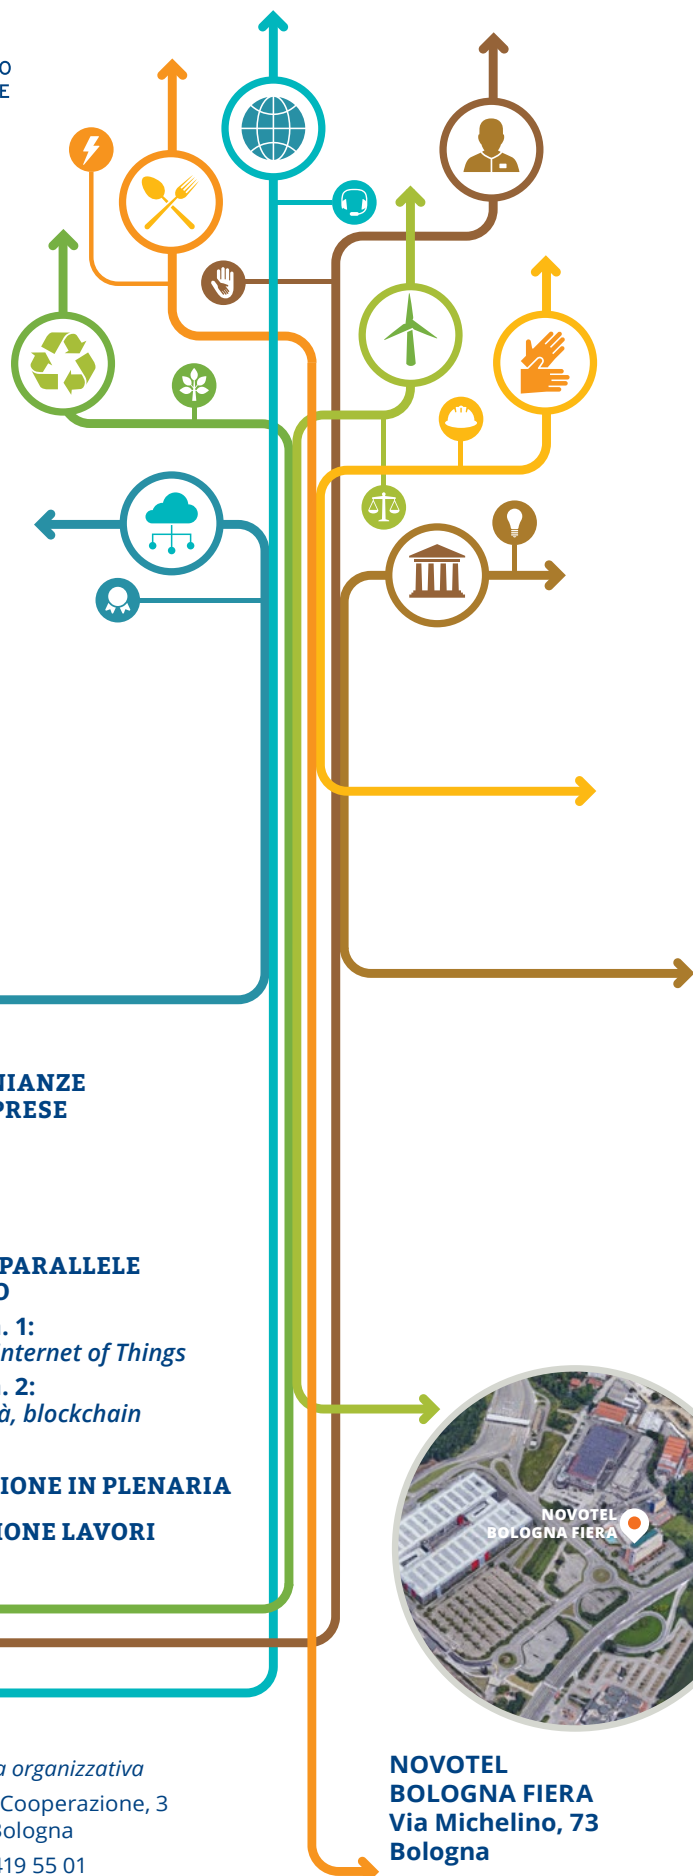 O
E
NIANZE
PRESE
PARALLELE
O
. 1:
nternet of Things
. 2:
à, blockchain
IONE IN PLENARIA
IONE LAVORI
NOVOTEL
BOLOGNA FIERA
a organizzativa
Cooperazione, 3
Bologna
419 55 01
NOVOTEL
BOLOGNA FIERA
Via Michelino, 73
Bologna